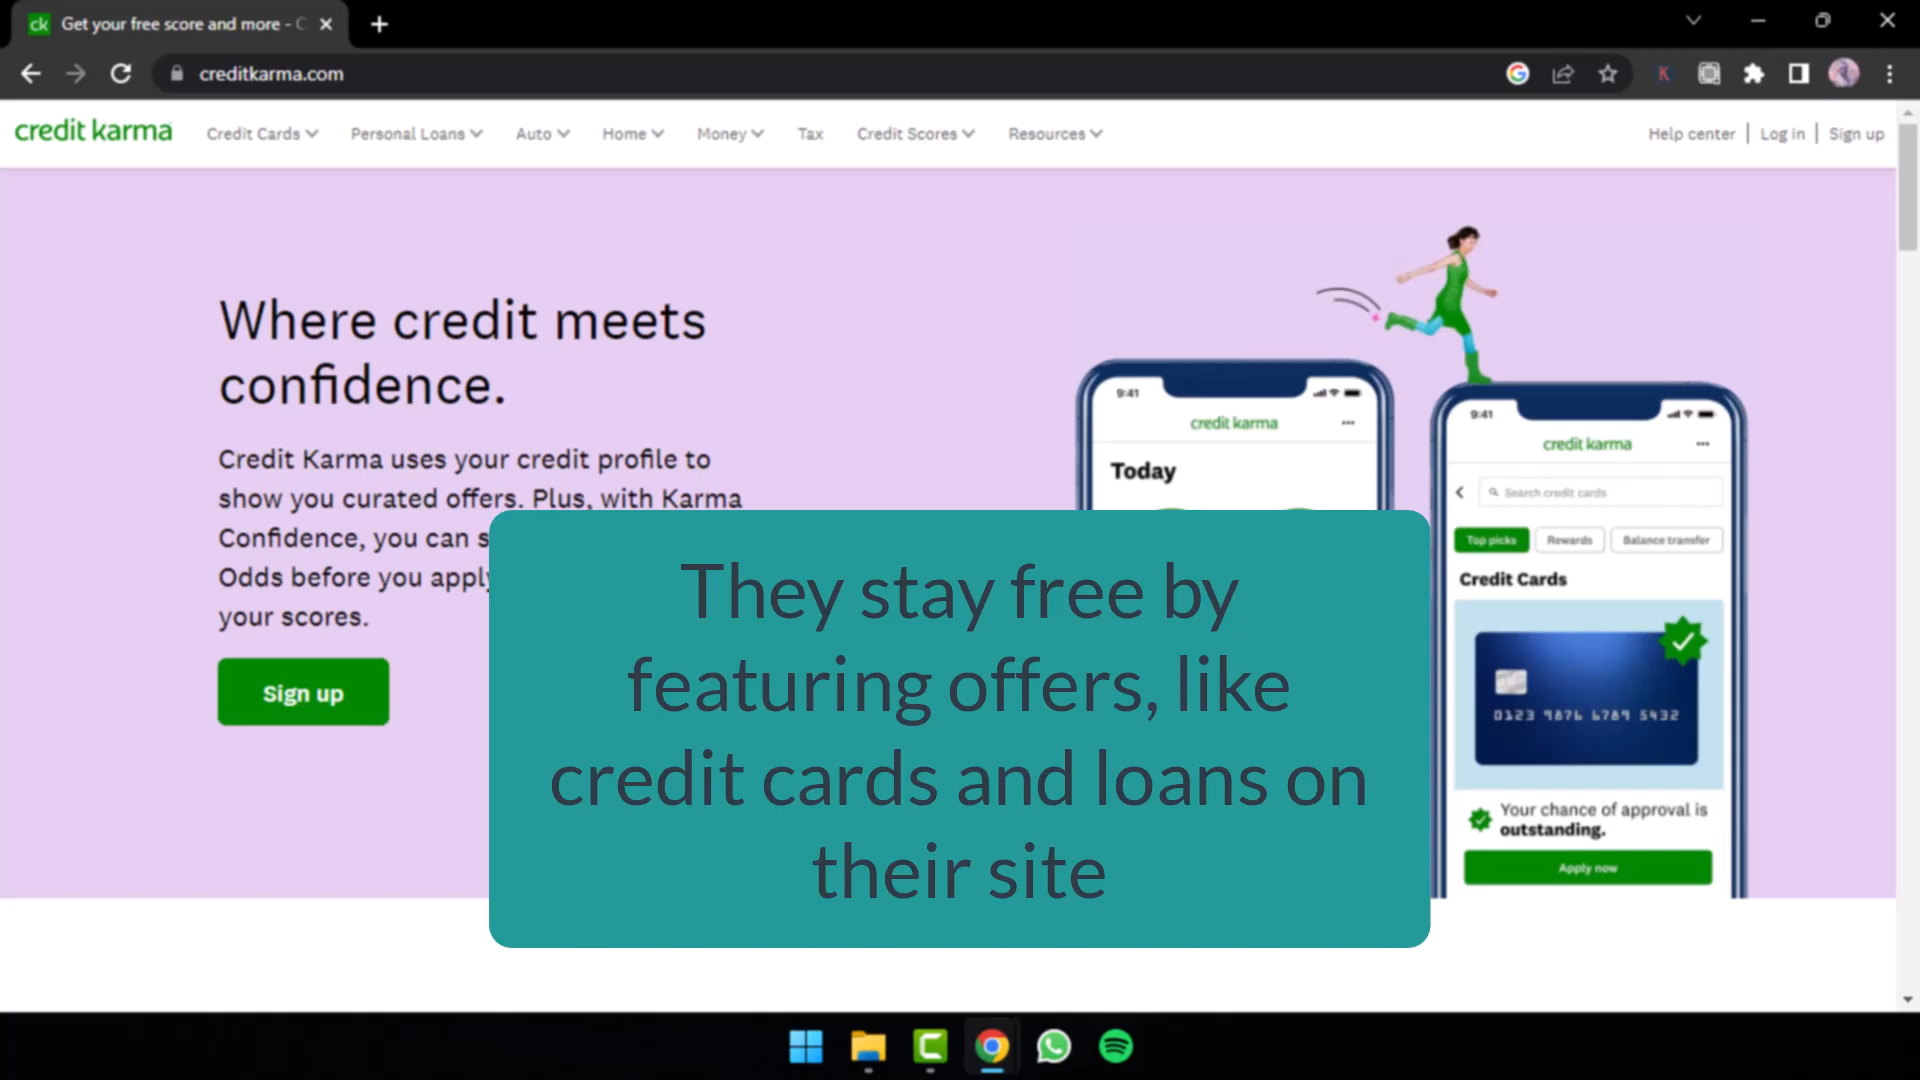 ck Get your free score and more - C
creditkarma.com
credit karma Credit Cards Personal Loans Auto Home Money Tax Credit Scores Resources Help center | Log in | Sign up
Where credit meets
confidence.
Credit Karma uses your credit profile to
show you curated offers. Plus, with Karma
Confidence, you can s
Odds before you apply
your scores.
Sign up
9:41
credit karma
Today
9:41
credit karma
Search credit cards
Top picks Rewards Balance transfer
Credit Cards
0123 9876 6789 5432
Your chance of approval is
outstanding.
Apply now
They stay free by
featuring offers, like
credit cards and loans on
their site